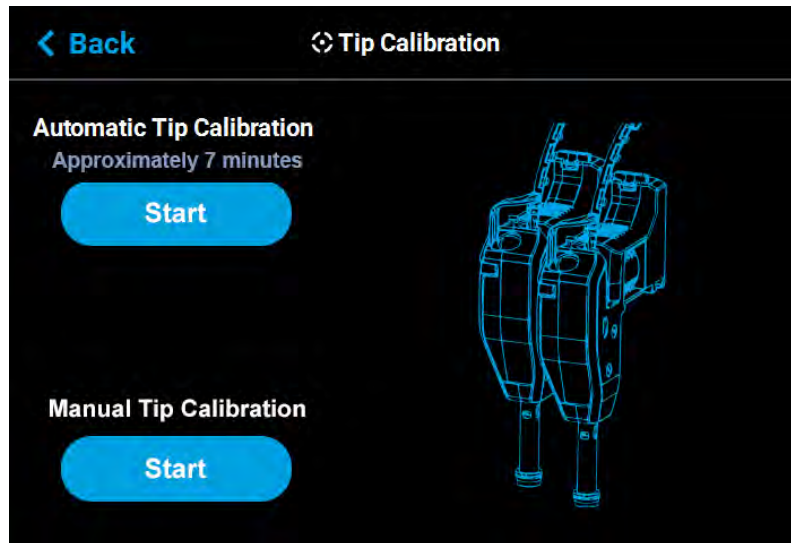 Back
Tip Calibration
Automatic Tip Calibration
Approximately 7 minutes
Start
Manual Tip Calibration
Start